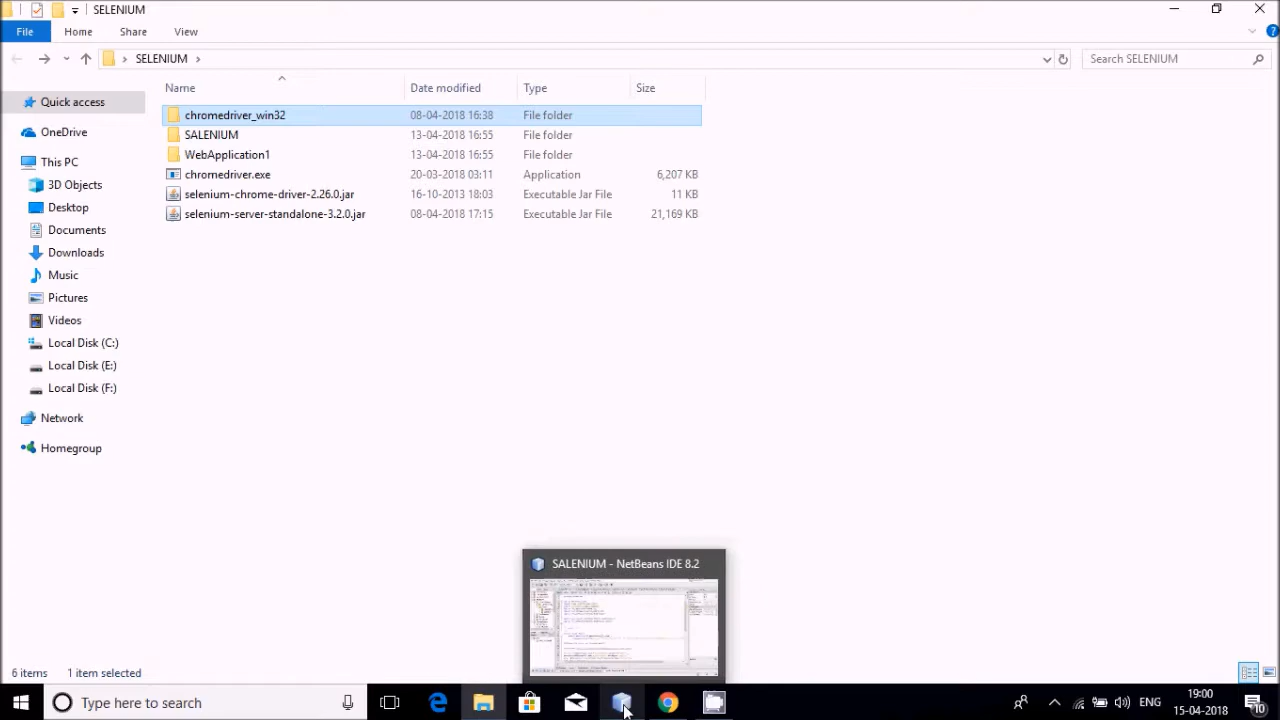 SELENIUM
File Home Share View
SELENIUM
Search SELENIUM
Name Date modified Type Size
Quick access
OneDrive
This PC
3D Objects
Desktop
Documents
Downloads
Music
Pictures
Videos
Local Disk (C:)
Local Disk (E:)
Local Disk (F:)
Network
Homegroup
chromedriver_win32 08-04-2018 16:38 File folder
SALENIUM 13-04-2018 16:55 File folder
WebApplication1 13-04-2018 16:55 File folder
chromedriver.exe 20-03-2018 03:11 Application 6,207 KB
selenium-chrome-driver-2.26.0.jar 16-10-2013 18:03 Executable Jar File 11 KB
selenium-server-standalone-3.2.0.jar 08-04-2018 17:15 Executable Jar File 21,169 KB
SALENIUM - NetBeans IDE 8.2
6 items 1 item selected
Type here to search
ENG
19:00
15-04-2018
10